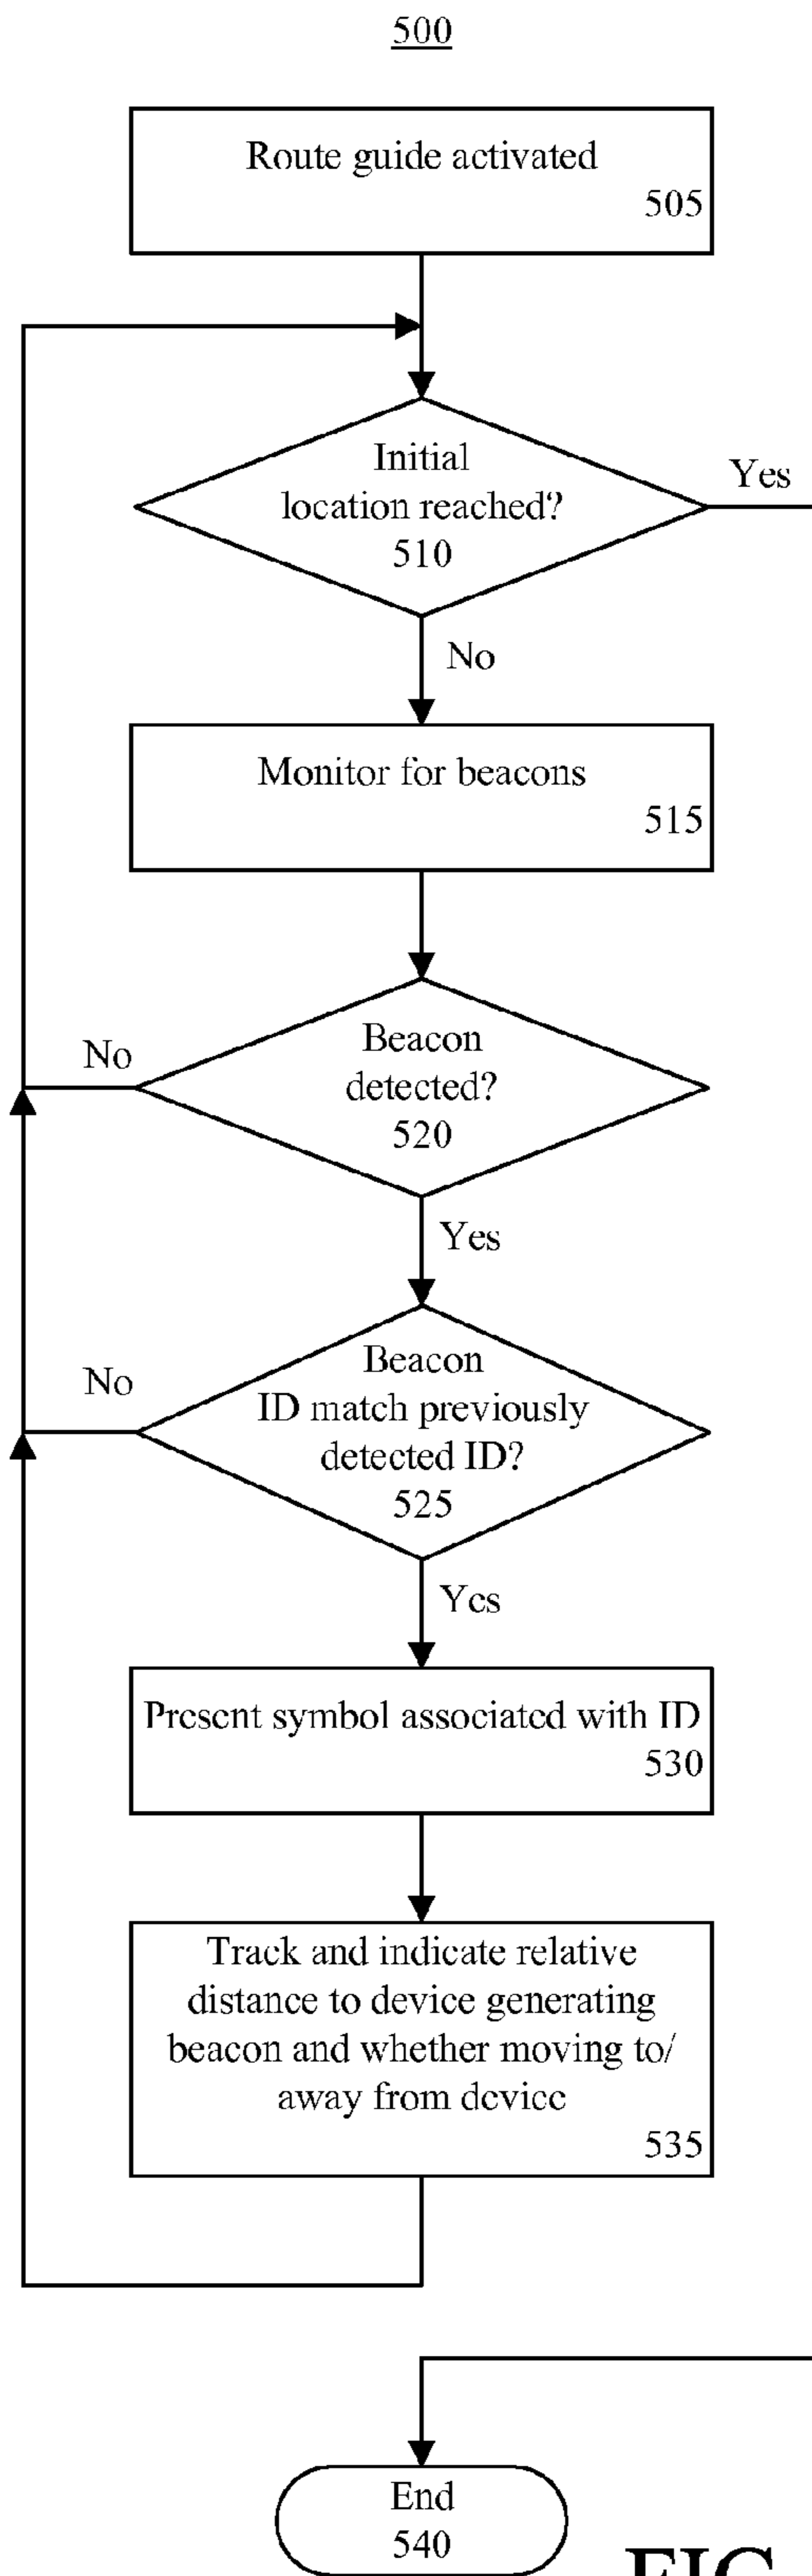 500
Route guide activated
505
Initial
location reached?
510
Yes
No
Monitor for beacons
515
Beacon
detected?
520
No
Yes
Beacon
ID match previously
detected ID?
525
No
Yes
Present symbol associated with ID
530
Track and indicate relative
distance to device generating
beacon and whether moving to/
away from device
535
End
540
FIG